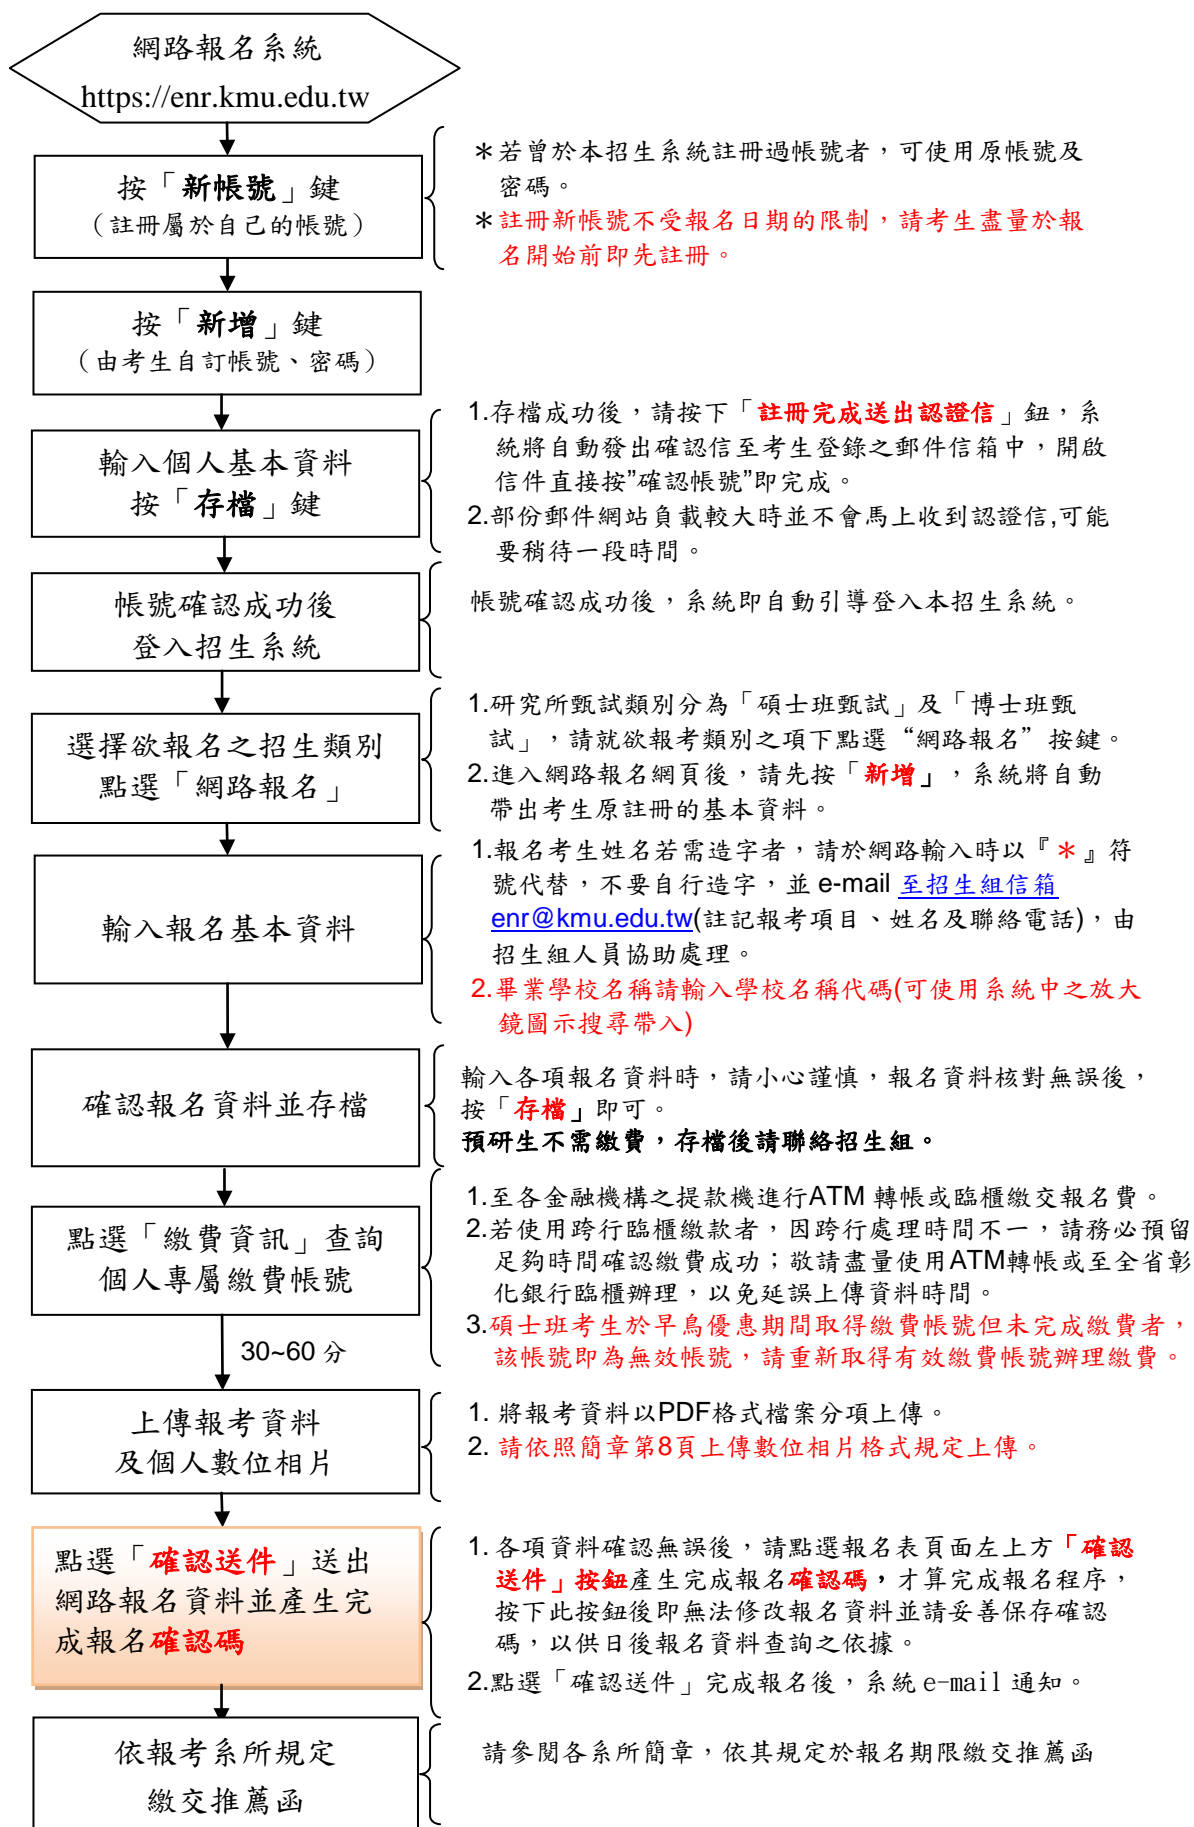 網路報名系統
https://enr.kmu.edu.tw
按「新帳號」鍵
（註冊屬於自己的帳號）
＊若曾於本招生系統註冊過帳號者，可使用原帳號及
密碼。
＊註冊新帳號不受報名日期的限制，請考生盡量於報
名開始前即先註冊。
按「新增」鍵
（由考生自訂帳號、密碼）
輸入個人基本資料
按「存檔」鍵
1.存檔成功後，請按下「註冊完成送出認證信」鈕，系
統將自動發出確認信至考生登錄之郵件信箱中，開啟
信件直接按”確認帳號”即完成。
2.部份郵件網站負載較大時並不會馬上收到認證信,可能
要稍待一段時間。
帳號確認成功後
登入招生系統
帳號確認成功後，系統即自動引導登入本招生系統。
選擇欲報名之招生類別
點選「網路報名」
1.研究所甄試類別分為「碩士班甄試」及「博士班甄
試」，請就欲報考類別之項下點選“網路報名”按鍵。
2.進入網路報名網頁後，請先按「新增」，系統將自動
帶出考生原註冊的基本資料。
輸入報名基本資料
1.報名考生姓名若需造字者，請於網路輸入時以『＊』符
號代替，不要自行造字，並 e-mail 至招生組信箱
enr@kmu.edu.tw(註記報考項目、姓名及聯絡電話)，由
招生組人員協助處理。
2.畢業學校名稱請輸入學校名稱代碼(可使用系統中之放大
鏡圖示搜尋帶入)
確認報名資料並存檔
輸入各項報名資料時，請小心謹慎，報名資料核對無誤後，
按「存檔」即可。
預研生不需繳費，存檔後請聯絡招生組。
點選「繳費資訊」查詢
個人專屬繳費帳號
1.至各金融機構之提款機進行ATM 轉帳或臨櫃繳交報名費。
2.若使用跨行臨櫃繳款者，因跨行處理時間不一，請務必預留
足夠時間確認繳費成功；敬請盡量使用ATM轉帳或至全省彰
化銀行臨櫃辦理，以免延誤上傳資料時間。
3.碩士班考生於早鳥優惠期間取得繳費帳號但未完成繳費者，
該帳號即為無效帳號，請重新取得有效繳費帳號辦理繳費。
30~60 分
上傳報考資料
及個人數位相片
1. 將報考資料以PDF格式檔案分項上傳。
2. 請依照簡章第8頁上傳數位相片格式規定上傳。
點選「確認送件」送出
網路報名資料並產生完
成報名確認碼
1. 各項資料確認無誤後，請點選報名表頁面左上方「確認
送件」按鈕產生完成報名確認碼，才算完成報名程序，
按下此按鈕後即無法修改報名資料並請妥善保存確認
碼，以供日後報名資料查詢之依據。
2.點選「確認送件」完成報名後，系統 e-mail 通知。
依報考系所規定
繳交推薦函
請參閱各系所簡章，依其規定於報名期限繳交推薦函